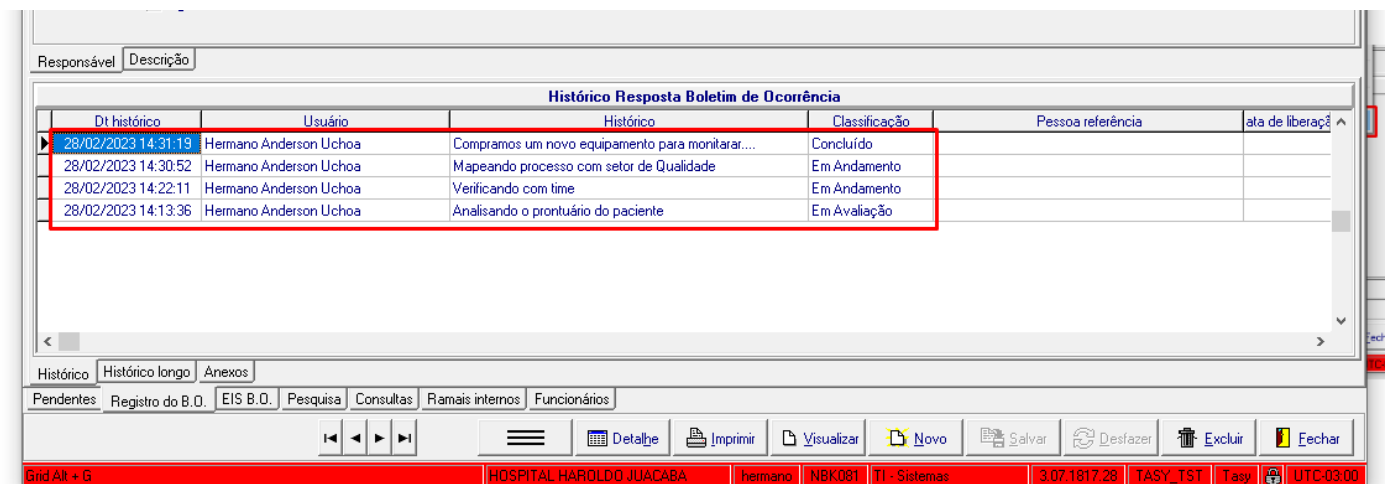 Responsável Descrição
Histórico Resposta Boletim de Ocorrência
Dt histórico Usuário Histórico Classificação Pessoa referência ata de liberaçã
28/02/2023 14:31:19 Hermano Anderson Uchoa Compramos um novo equipamento para monitarar.... Concluído
28/02/2023 14:30:52 Hermano Anderson Uchoa Mapeando processo com setor de Qualidade Em Andamento
28/02/2023 14:22:11 Hermano Anderson Uchoa Verificando com time Em Andamento
28/02/2023 14:13:36 Hermano Anderson Uchoa Analisando o prontuário do paciente Em Avaliação
Histórico Histórico longo Anexos
Pendentes Registro do B.O. EIS B.O. Pesquisa Consultas Ramais internos Funcionários
Detalhe Imprimir Visualizar Novo Salvar Desfazer Excluir Fechar
Grid Alt + G HOSPITAL HAROLDO JUACABA hermano NBK081 TI - Sistemas 3.07.1817.28 TASY_TST Tasy UTC-03:00